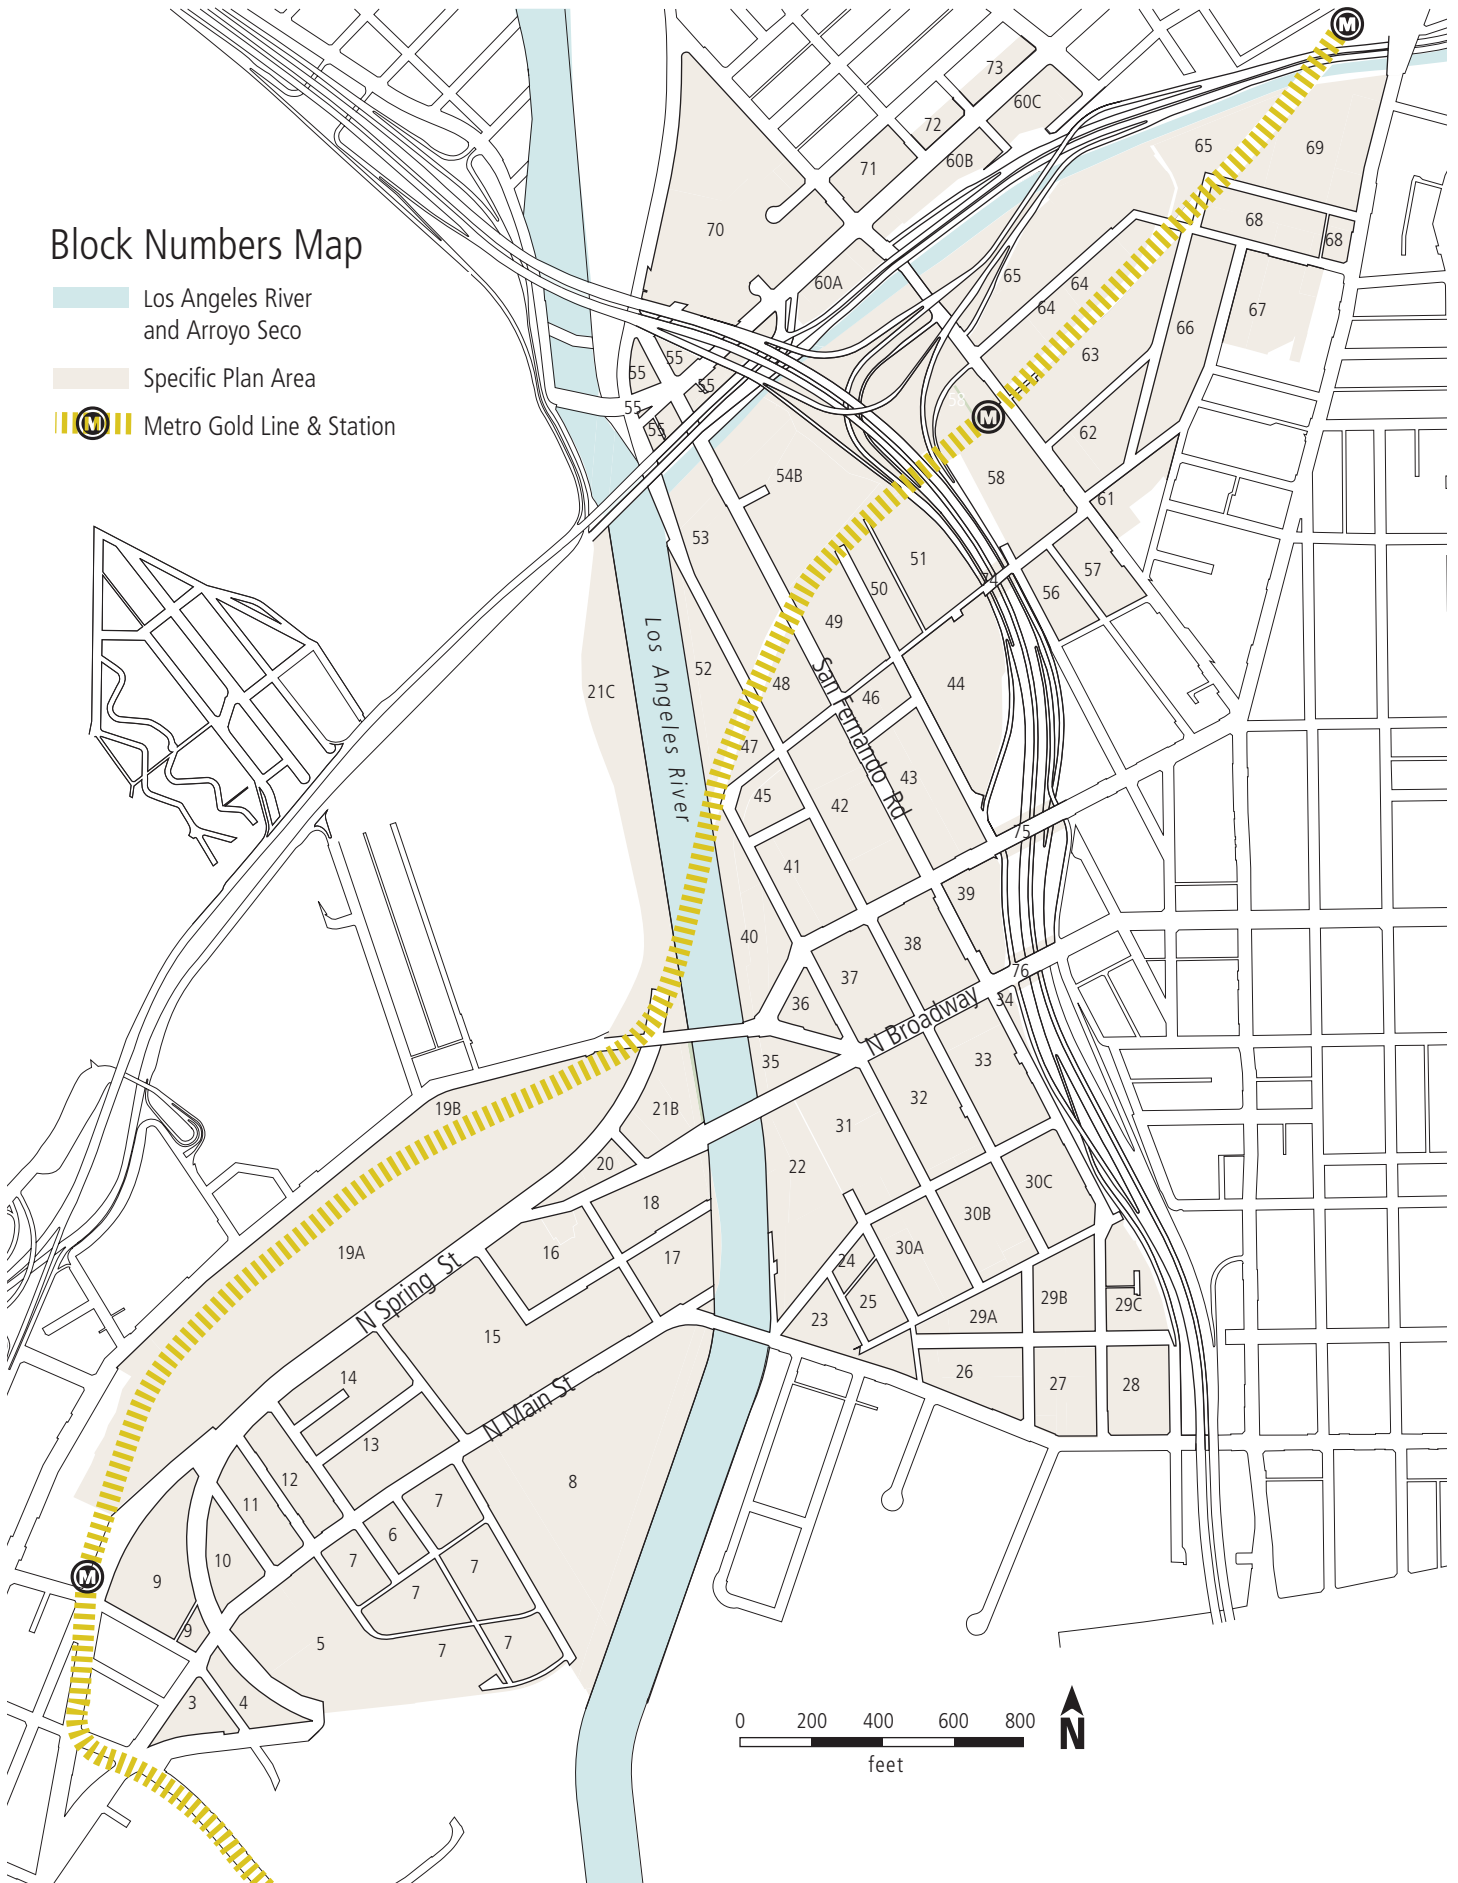 Block Numbers Map
Los Angeles River
and Arroyo Seco
Specific Plan Area
M
Metro Gold Line & Station
M
73
60C
72
60B
71
65
69
70
68
68
60A
65
64
64
67
66
63
55
55
55
55
55
58
M
62
54B
58
61
53
51
57
74
50
56
49
Los Angeles River
52
21C
48
San Fernando Rd
44
46
47
43
45
42
75
41
39
40
38
76
37
36
34
N Broadway
35
33
32
19B
21B
31
20
22
30C
18
30B
19A
16
17
30A
24
N Spring St
25
29B
29C
23
29A
15
14
26
27
28
N Main St
13
12
8
11
7
6
10
7
7
9
7
9
5
7
7
3
4
M
0 200 400 600 800
feet
N